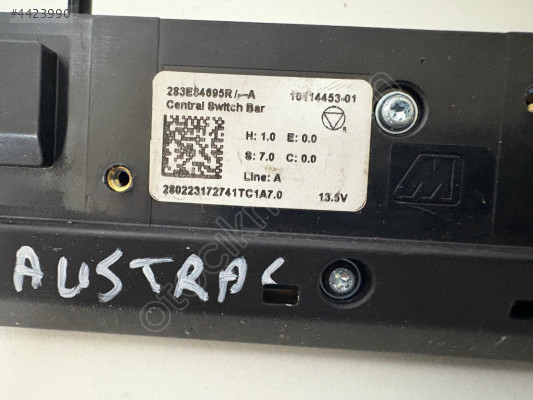 #4423990
283E84695R/--A 10114453-01
Central Switch Bar
R
H: 1.0 E: 0.0
S: 7.0 C: 0.0
Line: A
280223172741TC1A7.0 13.5V
AUSTRAL